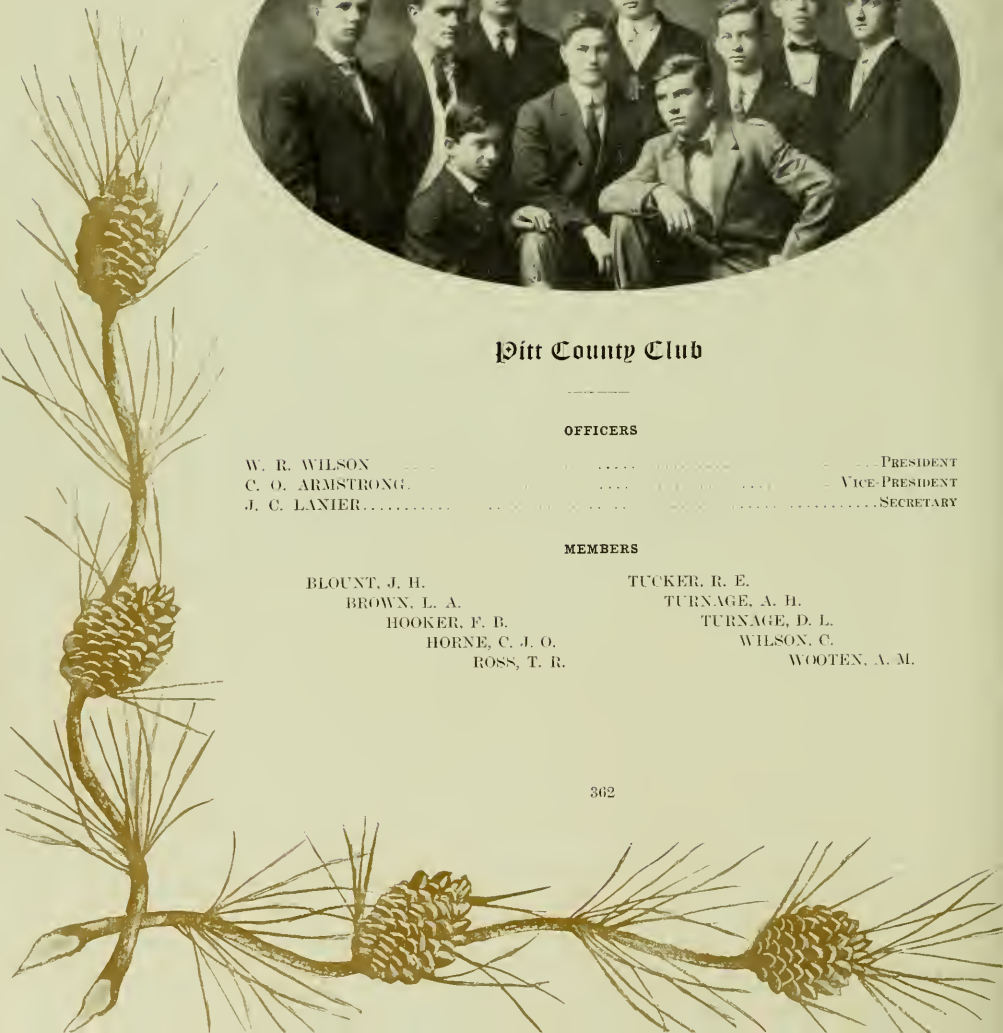 Pitt County Club
OFFICERS
W. R. WILSON ..... PRESIDENT
C. O. ARMSTRONG. .... VICE-PRESIDENT
J. C. LANIER........... ..................SECRETARY
MEMBERS
BLOUNT, J. H.
BROWN, L. A.
HOOKER, F. B.
HORNE, C. J. O.
ROSS, T. R.
TUCKER, R. E.
TURNAGE, A. H.
TURNAGE, D. L.
WILSON, C.
WOOTEN, A. M.
362